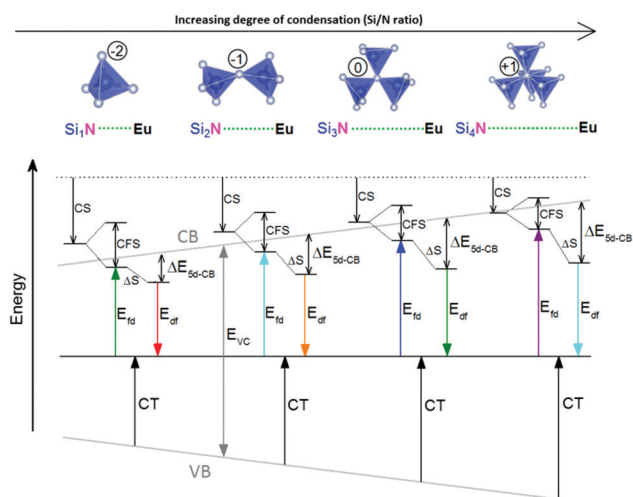 Increasing degree of condensation (Si/N ratio)
-2 -1 0 +1
Si₁N Eu Si₂N Eu Si₃N Eu Si₄N Eu
CS CS CS CS
CFS CFS CFS CFS
CB
ΔS ΔS ΔS ΔS
ΔE5d-CB ΔE5d-CB ΔE5d-CB ΔE5d-CB
Energy
Efd Edf EVC Efd Edf Efd Edf Efd Edf
CT CT CT CT
VB